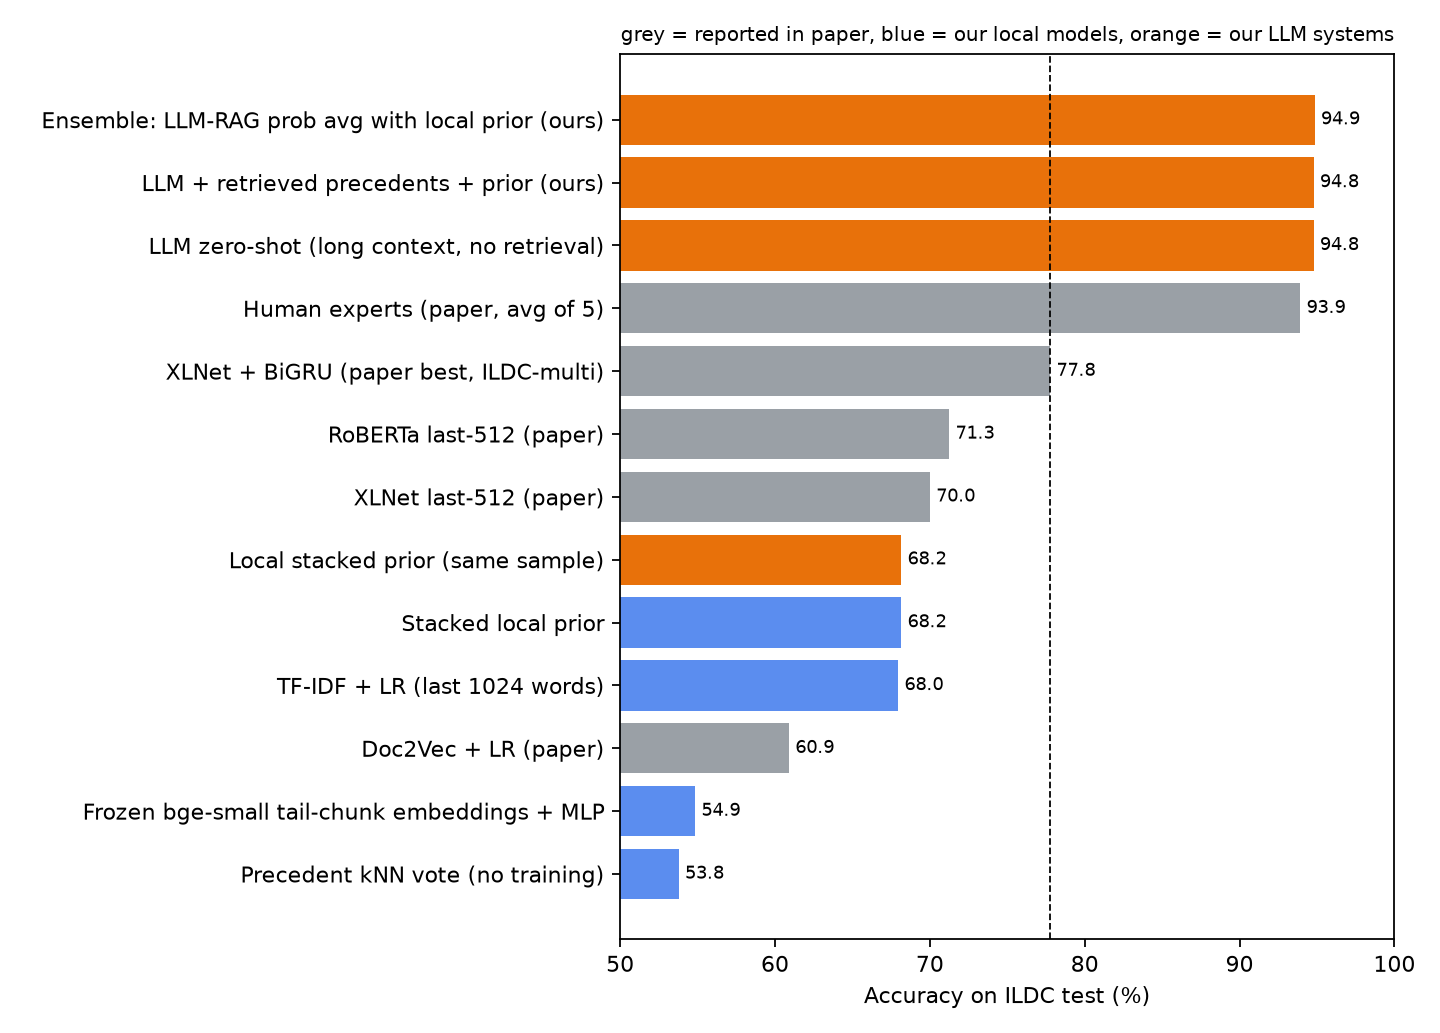 grey = reported in paper, blue = our local models, orange = our LLM systems
Ensemble: LLM-RAG prob avg with local prior (ours) 94.9
LLM + retrieved precedents + prior (ours) 94.8
LLM zero-shot (long context, no retrieval) 94.8
Human experts (paper, avg of 5) 93.9
XLNet + BiGRU (paper best, ILDC-multi) 77.8
RoBERTa last-512 (paper) 71.3
XLNet last-512 (paper) 70.0
Local stacked prior (same sample) 68.2
Stacked local prior 68.2
TF-IDF + LR (last 1024 words) 68.0
Doc2Vec + LR (paper) 60.9
Frozen bge-small tail-chunk embeddings + MLP 54.9
Precedent kNN vote (no training) 53.8
50 60 70 80 90 100
Accuracy on ILDC test (%)